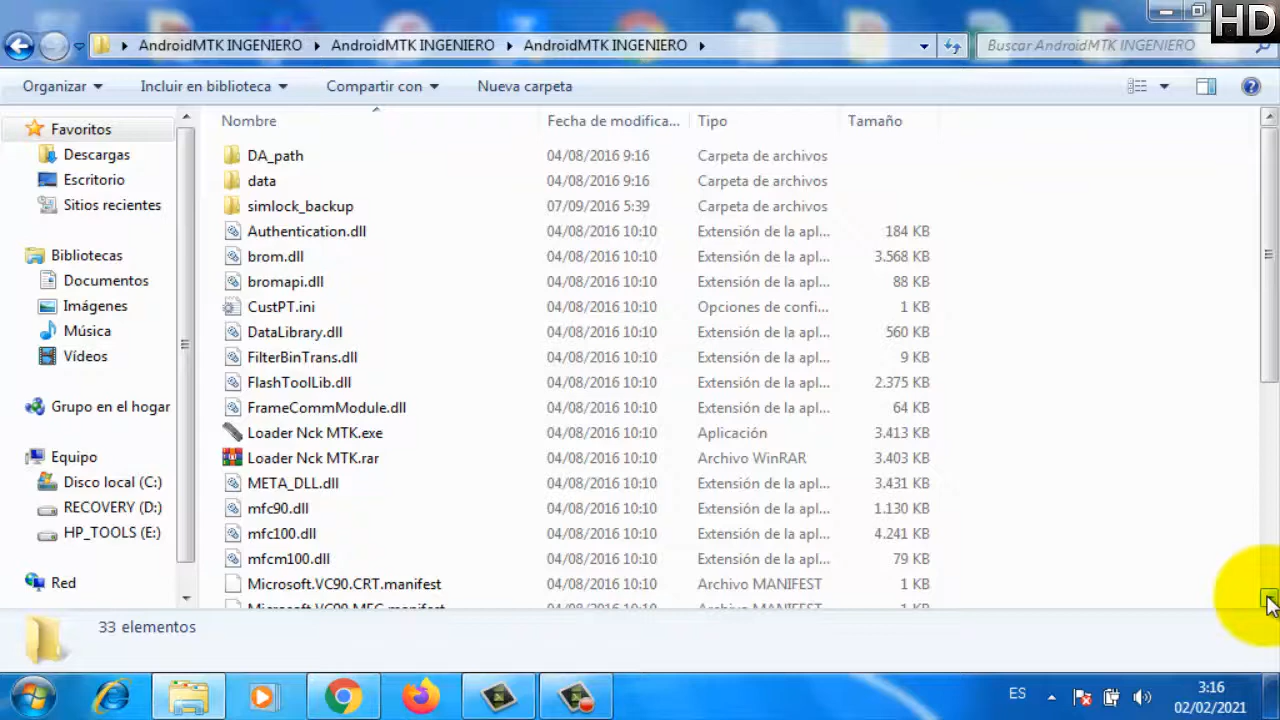 HD
AndroidMTK INGENIERO AndroidMTK INGENIERO AndroidMTK INGENIERO
Buscar AndroidMTK INGENIERO
Organizar Incluir en biblioteca Compartir con Nueva carpeta
Favoritos
Descargas
Escritorio
Sitios recientes
Bibliotecas
Documentos
Imágenes
Música
Vídeos
Grupo en el hogar
Equipo
Disco local (C:)
RECOVERY (D:)
HP_TOOLS (E:)
Red
Nombre Fecha de modifica... Tipo Tamaño
DA_path 04/08/2016 9:16 Carpeta de archivos
data 04/08/2016 9:16 Carpeta de archivos
simlock_backup 07/09/2016 5:39 Carpeta de archivos
Authentication.dll 04/08/2016 10:10 Extensión de la apl... 184 KB
brom.dll 04/08/2016 10:10 Extensión de la apl... 3.568 KB
bromapi.dll 04/08/2016 10:10 Extensión de la apl... 88 KB
CustPT.ini 04/08/2016 10:10 Opciones de confi... 1 KB
DataLibrary.dll 04/08/2016 10:10 Extensión de la apl... 560 KB
FilterBinTrans.dll 04/08/2016 10:10 Extensión de la apl... 9 KB
FlashToolLib.dll 04/08/2016 10:10 Extensión de la apl... 2.375 KB
FrameCommModule.dll 04/08/2016 10:10 Extensión de la apl... 64 KB
Loader Nck MTK.exe 04/08/2016 10:10 Aplicación 3.413 KB
Loader Nck MTK.rar 04/08/2016 10:10 Archivo WinRAR 3.403 KB
META_DLL.dll 04/08/2016 10:10 Extensión de la apl... 3.431 KB
mfc90.dll 04/08/2016 10:10 Extensión de la apl... 1.130 KB
mfc100.dll 04/08/2016 10:10 Extensión de la apl... 4.241 KB
mfcm100.dll 04/08/2016 10:10 Extensión de la apl... 79 KB
Microsoft.VC90.CRT.manifest 04/08/2016 10:10 Archivo MANIFEST 1 KB
Microsoft.VC90.MFC.manifest 04/08/2016 10:10 Archivo MANIFEST 1 KB
33 elementos
ES
3:16
02/02/2021